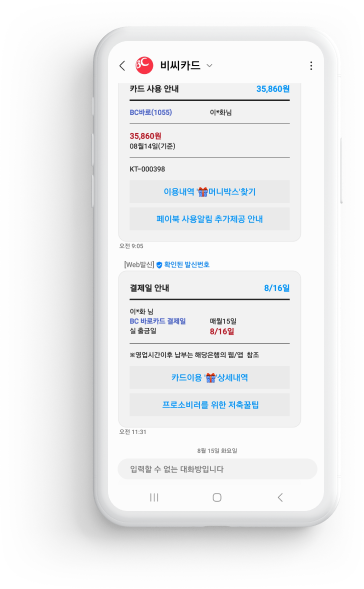 비씨카드
카드 사용 안내 35,860원
BC바로(1055) 이*화님
35,860원
08월14일(기준)
KT-000398
이용내역 '머니박스'찾기
페이북 사용알림 추가제공 안내
오전 9:05
[Web발신] 확인된 발신번호
결제일 안내 8/16일
이*화 님
BC 바로카드 결제일 매월15일
실 출금일 8/16일
※영업시간이후 납부는 해당은행의 웹/앱 참조
카드이용 '상세내역
프로소비러를 위한 저축꿀팁
오전 11:31
8월 15일 화요일
입력할 수 없는 대화방입니다